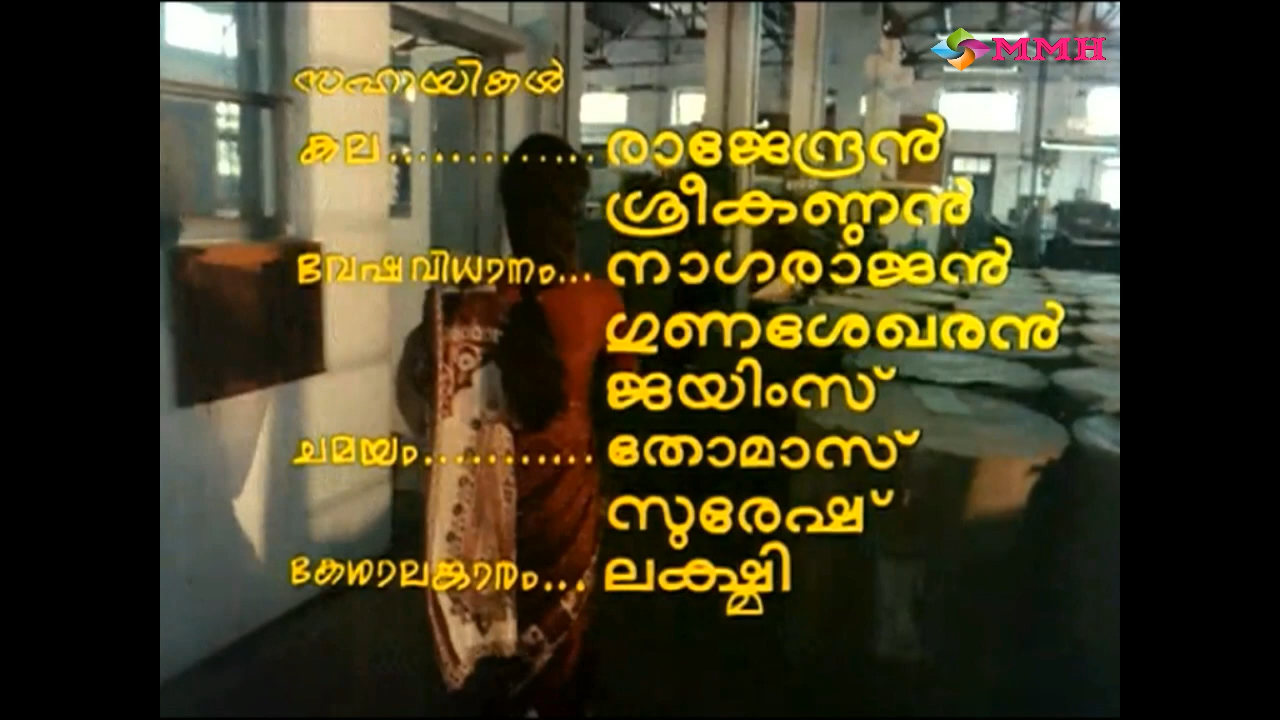 MMH
സഹായികൾ
കല............. രാജേന്ദ്രൻ
ശ്രീകണ്ഠൻ
വേഷവിധാനം... നാഗരാജൻ
ഗുണശേഖരൻ
ജയിംസ്
ചമയം........... തോമാസ്
സുരേഷ്
കേശാലങ്കാരം... ലക്ഷ്മി